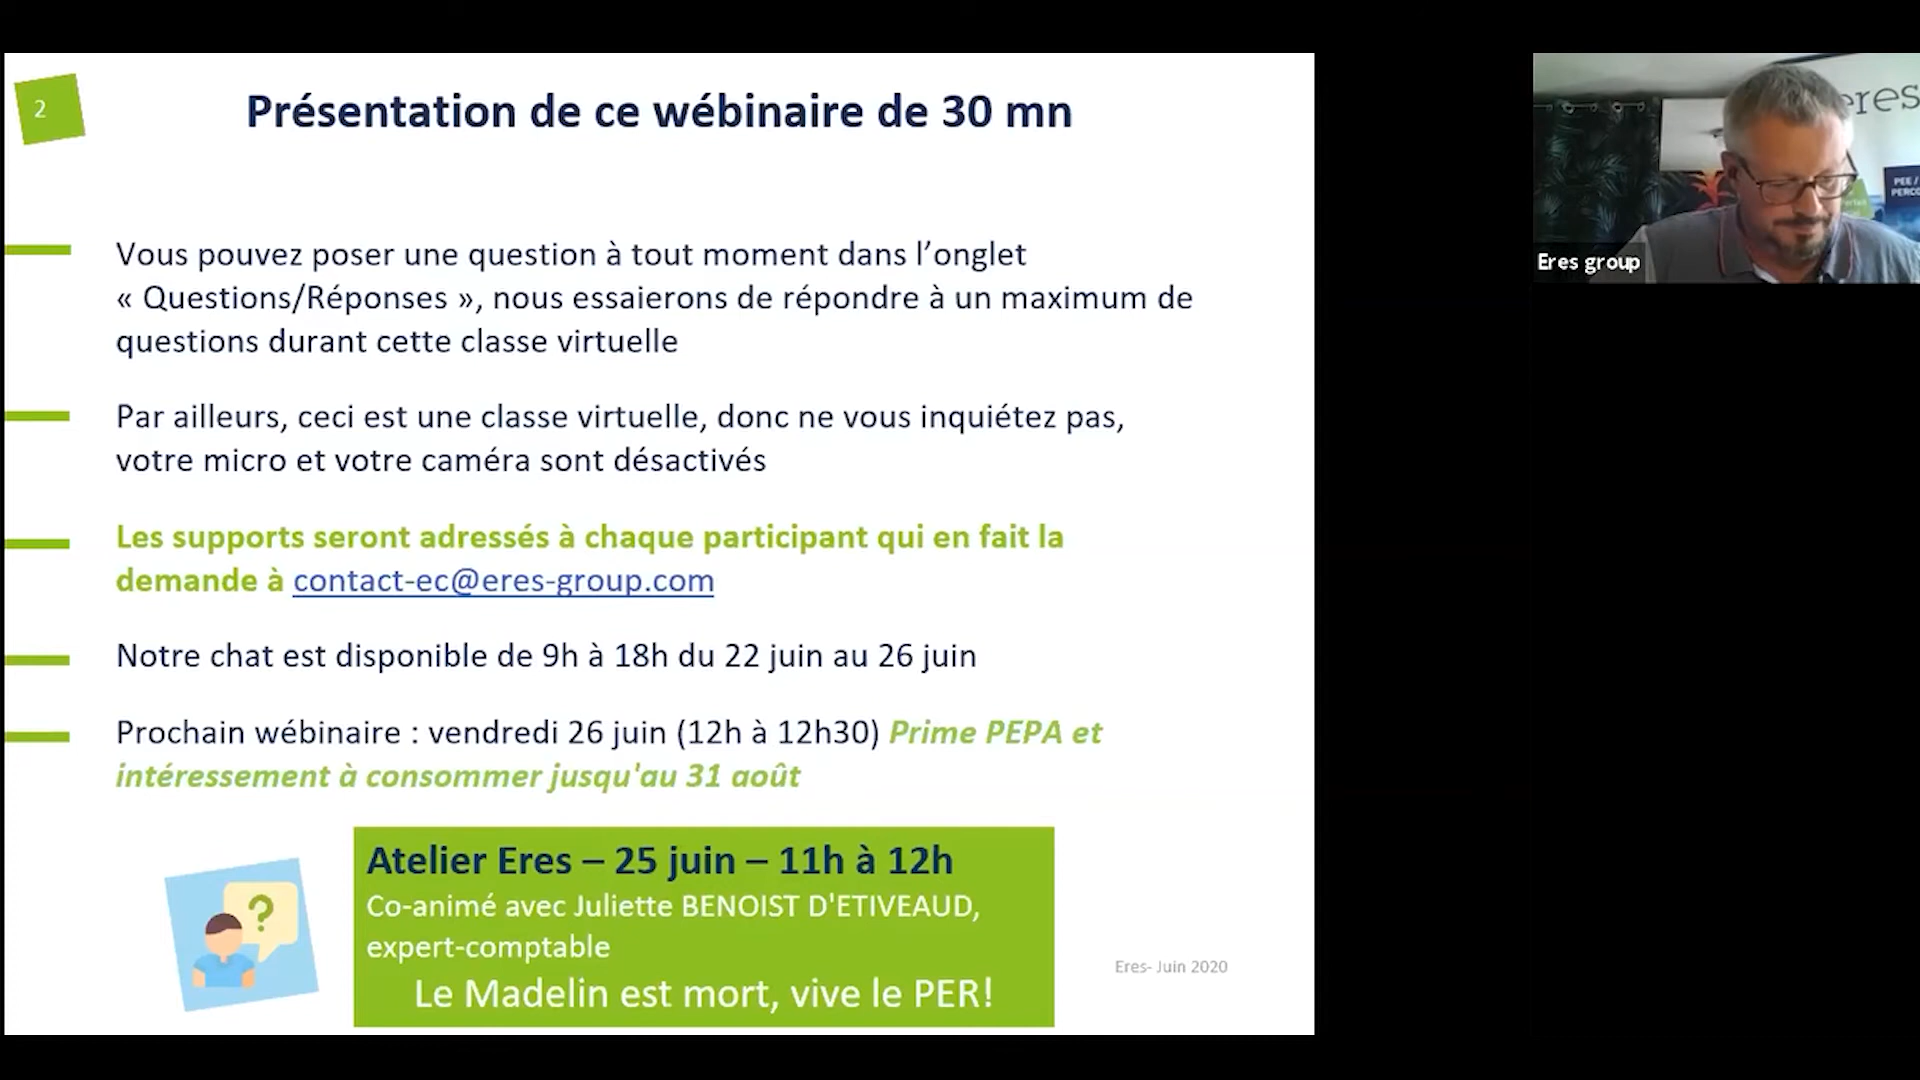 2
Présentation de ce wébinaire de 30 mn
Vous pouvez poser une question à tout moment dans l’onglet
« Questions/Réponses », nous essaierons de répondre à un maximum de
questions durant cette classe virtuelle
Par ailleurs, ceci est une classe virtuelle, donc ne vous inquiétez pas,
votre micro et votre caméra sont désactivés
Les supports seront adressés à chaque participant qui en fait la
demande à contact-ec@eres-group.com
Notre chat est disponible de 9h à 18h du 22 juin au 26 juin
Prochain wébinaire : vendredi 26 juin (12h à 12h30) Prime PEPA et
intéressement à consommer jusqu'au 31 août
Atelier Eres – 25 juin – 11h à 12h
Co-animé avec Juliette BENOIST D'ETIVEAUD,
expert-comptable
Le Madelin est mort, vive le PER!
?
Eres- Juin 2020
eres
PEE /
PERCO
Eres group